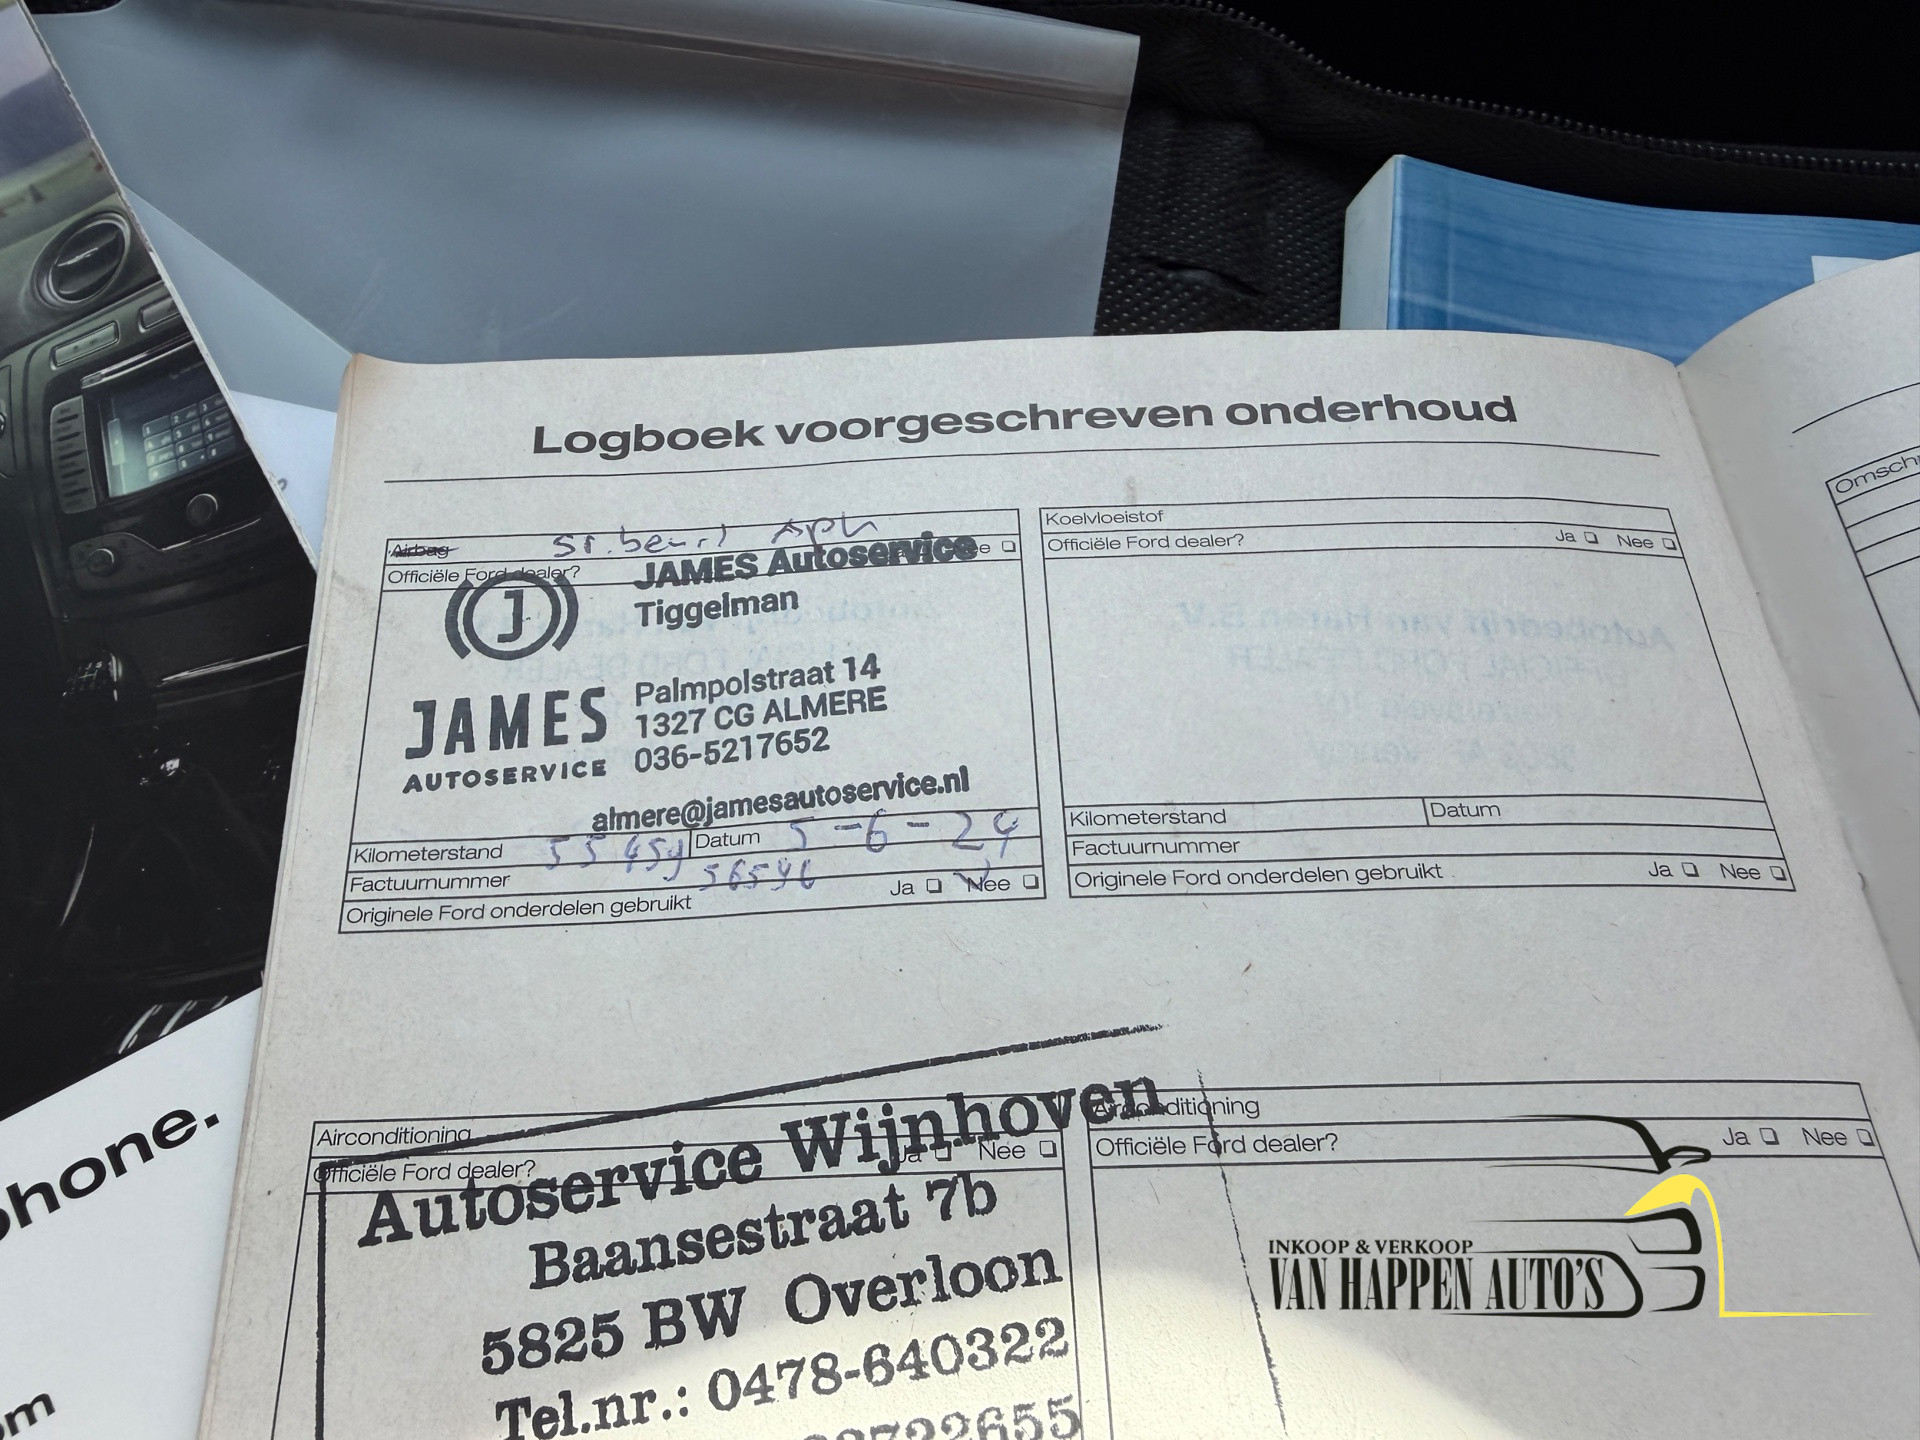 Logboek voorgeschreven onderhoud
Airbag
Officiële Ford dealer?
JAMES Autoservice
Tiggelman
J
JAMES
AUTOSERVICE
Palmpolstraat 14
1327 CG ALMERE
036-5217652
almere@jamesautoservice.nl
Kilometerstand 55459
Datum 5-6-24
Factuurnummer 56596
Originele Ford onderdelen gebruikt Ja Nee
Koelvloeistof
Officiële Ford dealer? Ja Nee
Kilometerstand
Datum
Factuurnummer
Originele Ford onderdelen gebruikt Ja Nee
Airconditioning
Officiële Ford dealer? Ja Nee
Autoservice Wijnhoven
Baansestraat 7b
5825 BW Overloon
Tel.nr.: 0478-640322
Airconditioning
Officiële Ford dealer? Ja Nee
INKOOP & VERKOOP
VAN HAPPEN AUTO'S